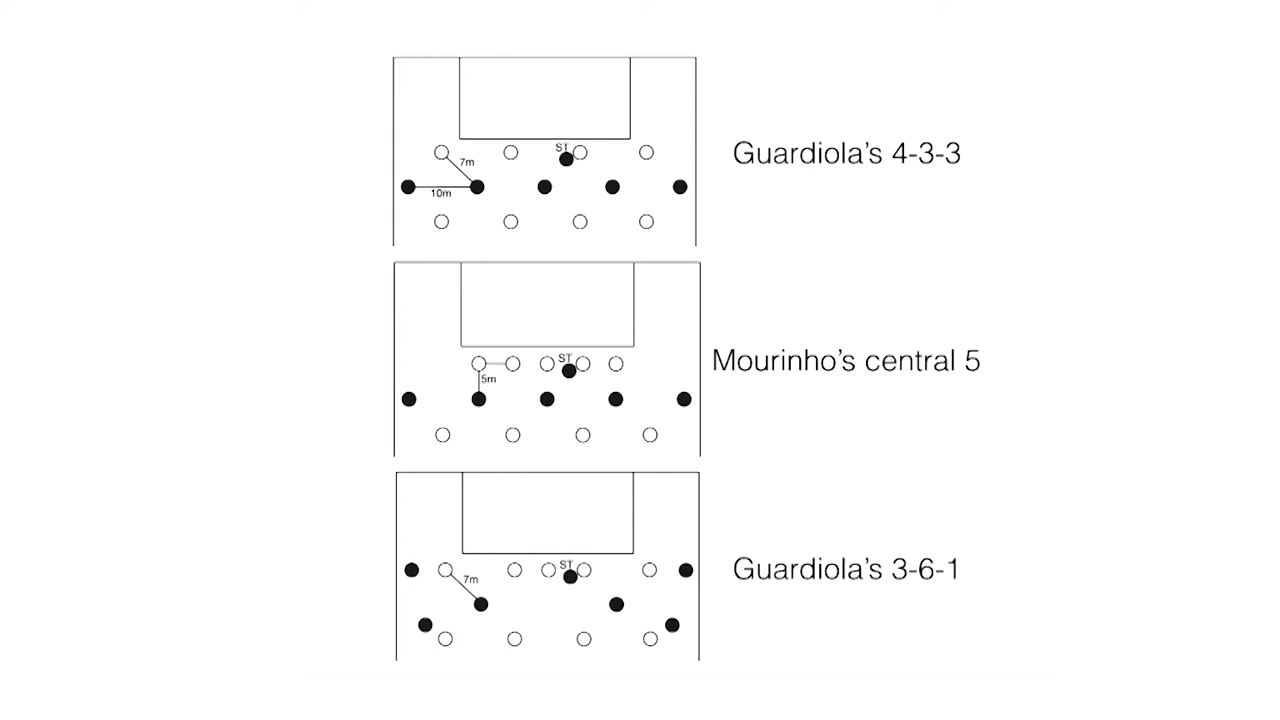 ST
7m
10m
Guardiola's 4-3-3
ST
5m
Mourinho's central 5
ST
7m
Guardiola's 3-6-1